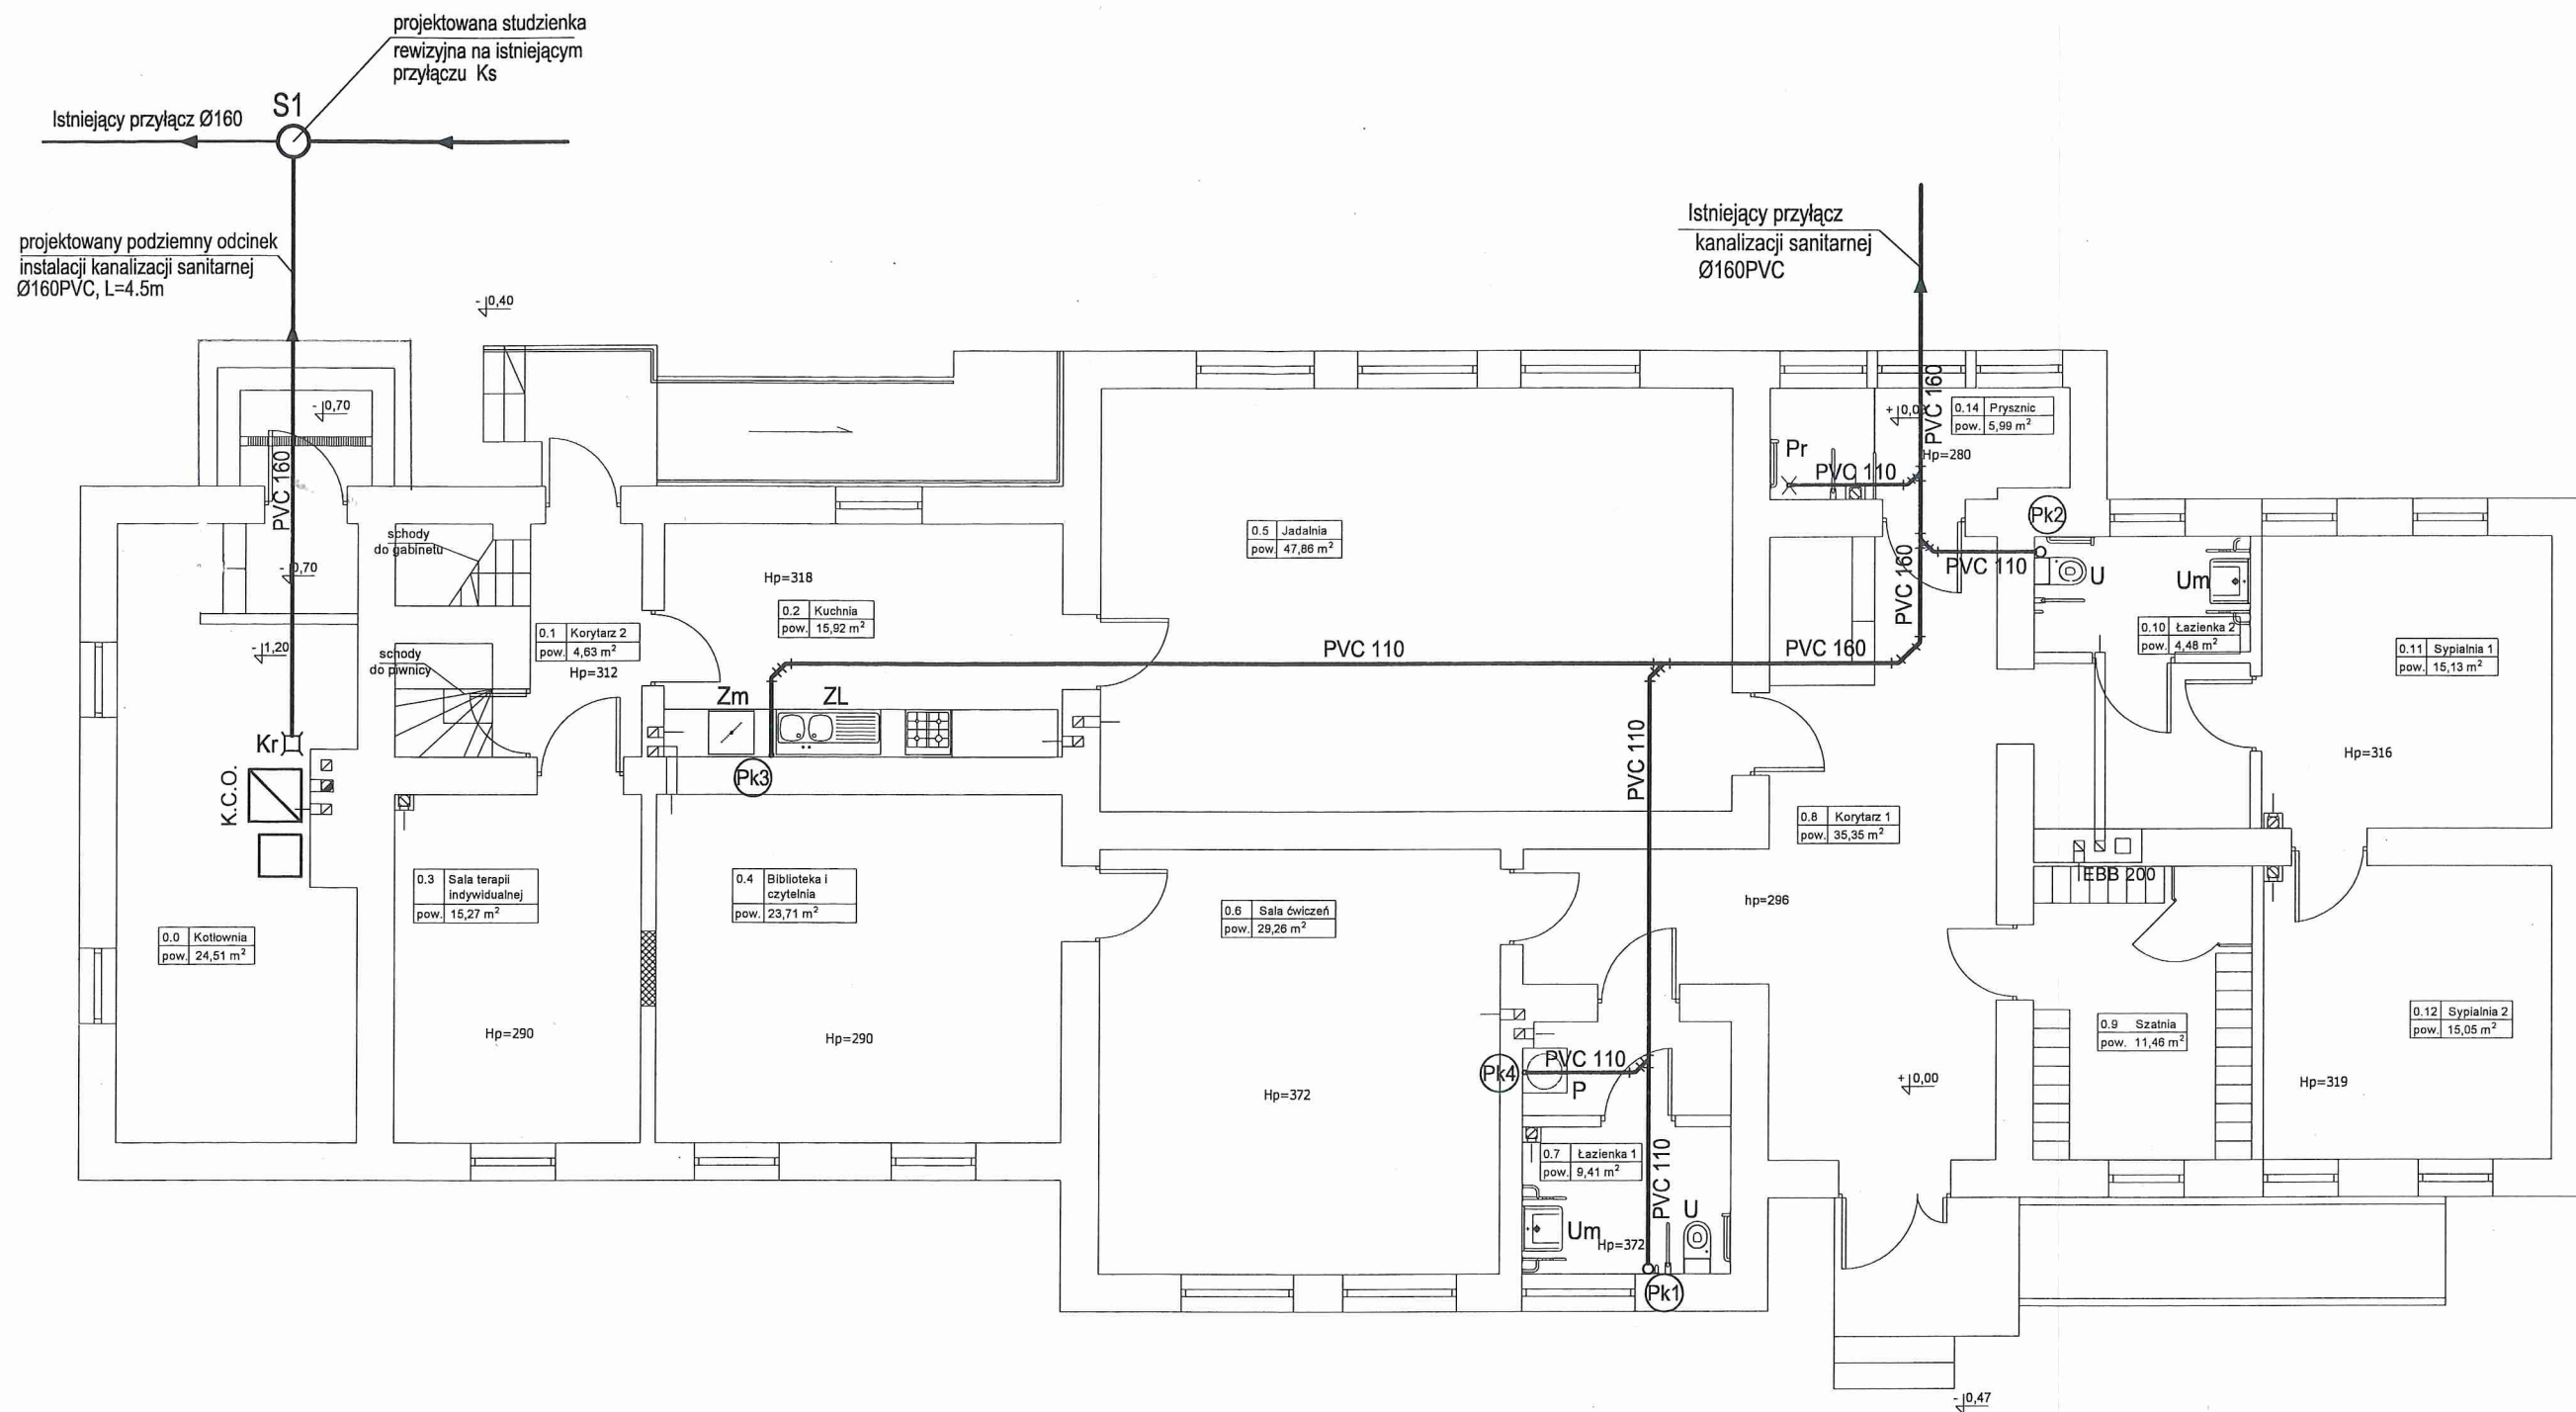 projektowana studzienka
rewizyjna na istniejącym
przyłączu Ks
S1
Istniejący przyłącz Ø160
projektowany podziemny odcinek
instalacji kanalizacji sanitarnej
Ø160PVC, L=4.5m
Istniejący przyłącz
kanalizacji sanitarnej
Ø160PVC
- 0,40
- 0,70
PVC 160
- 0,70
schody
do gabinetu
schody
do piwnicy
- 1,20
Kr
K.C.O.
0.0 Kotłownia
pow. 24,51 m²
0.1 Korytarz 2
pow. 4,63 m²
Hp=312
Hp=318
0.2 Kuchnia
pow. 15,92 m²
Zm
ZL
Pk3
0.3 Sala terapii
indywidualnej
pow. 15,27 m²
Hp=290
0.4 Biblioteka i
czytelnia
pow. 23,71 m²
Hp=290
0.5 Jadalnia
pow. 47,86 m²
PVC 110
PVC 160
PVC 110
0.6 Sala ćwiczeń
pow. 29,26 m²
Hp=372
Pk4
PVC 110
P
0.7 Łazienka 1
pow. 9,41 m²
PVC 110
Um
Hp=372
U
Pk1
PVC 160
0.14 Prysznic
pow. 5,99 m²
Hp=280
Pr
PVC 110
Pk2
PVC 110
PVC 160
U
Um
0.10 Łazienka 2
pow. 4,48 m²
0.11 Sypialnia 1
pow. 15,13 m²
Hp=316
0.8 Korytarz 1
pow. 35,35 m²
hp=296
IEBB 200
+ 0,00
0.9 Szatnia
pow. 11,46 m²
0.12 Sypialnia 2
pow. 15,05 m²
Hp=319
- 0,47